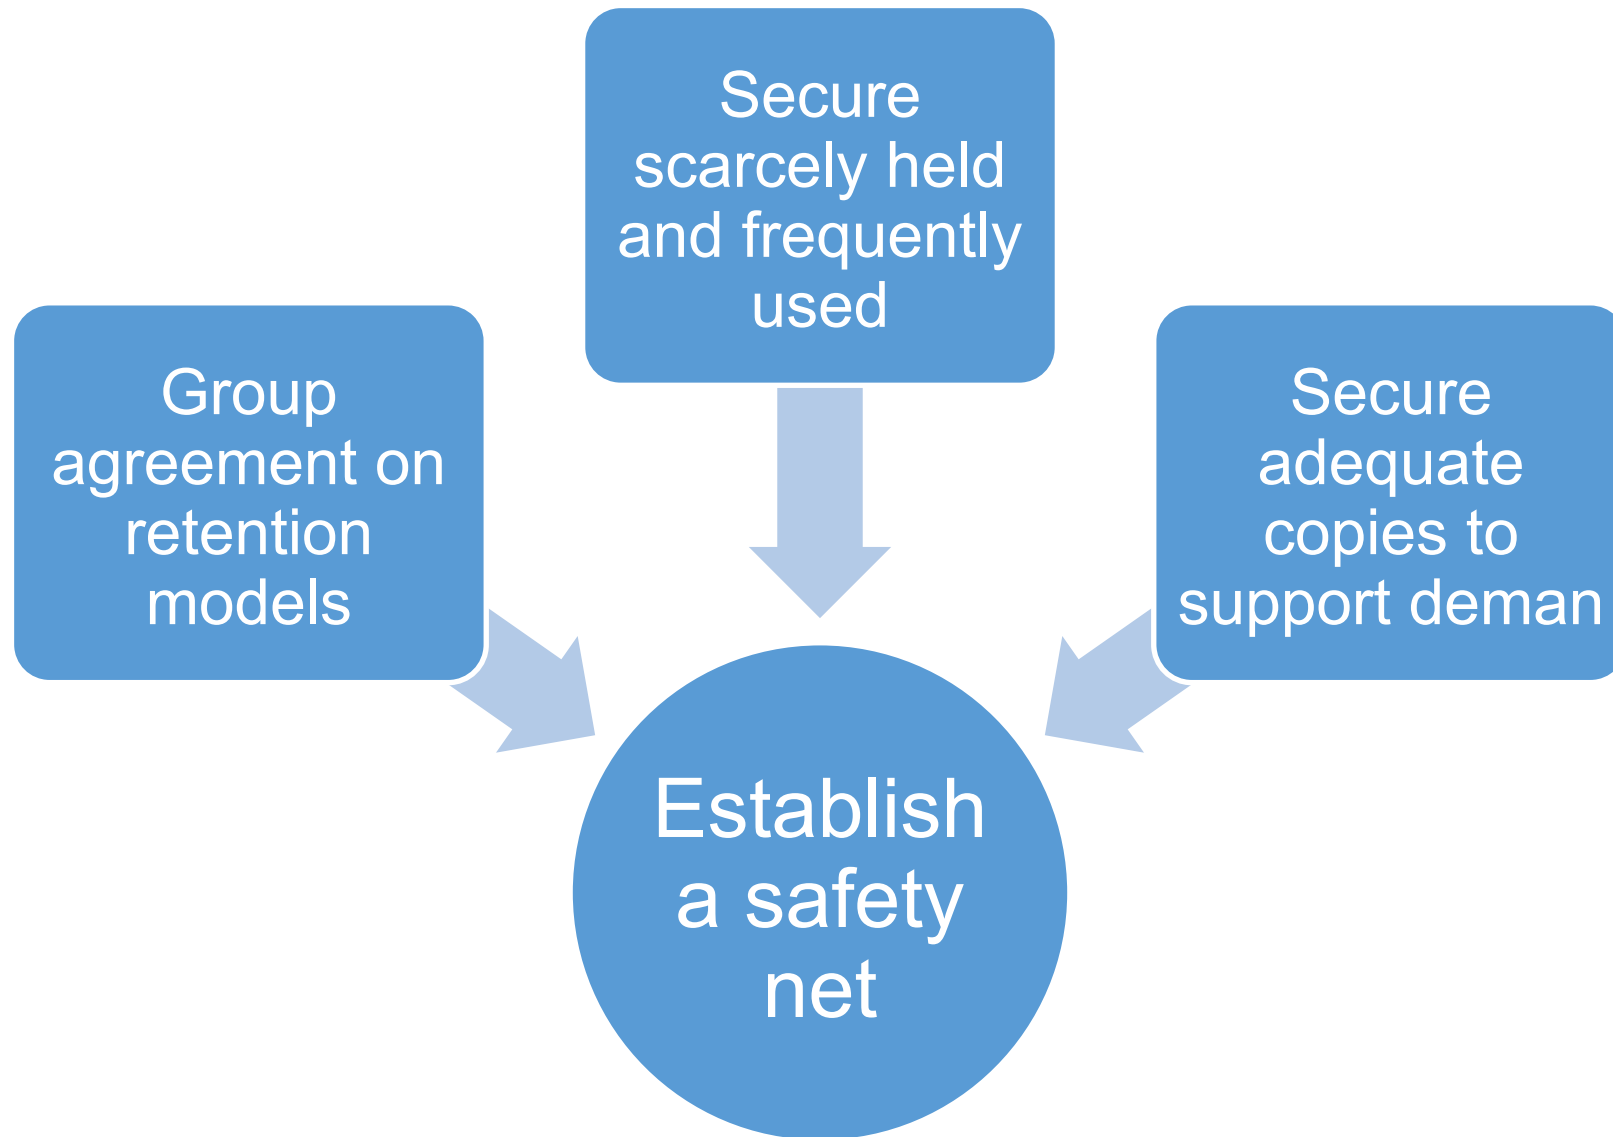 Secure
scarcely held
and frequently
used
Group
agreement on
retention
models
Secure
adequate
copies to
support deman
Establish
a safety
net